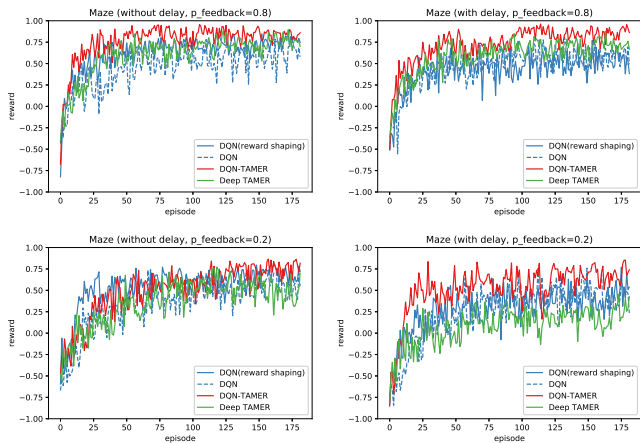 Maze (without delay, p_feedback=0.8)
1.00
0.75
0.50
0.25
0.00
−0.25
−0.50
−0.75
−1.00
reward
0 25 50 75 100 125 150 175
episode
DQN(reward shaping)
DQN
DQN-TAMER
Deep TAMER
Maze (with delay, p_feedback=0.8)
1.00
0.75
0.50
0.25
0.00
−0.25
−0.50
−0.75
−1.00
reward
0 25 50 75 100 125 150 175
episode
DQN(reward shaping)
DQN
DQN-TAMER
Deep TAMER
Maze (without delay, p_feedback=0.2)
1.00
0.75
0.50
0.25
0.00
−0.25
−0.50
−0.75
−1.00
reward
0 25 50 75 100 125 150 175
episode
DQN(reward shaping)
DQN
DQN-TAMER
Deep TAMER
Maze (with delay, p_feedback=0.2)
1.00
0.75
0.50
0.25
0.00
−0.25
−0.50
−0.75
−1.00
reward
0 25 50 75 100 125 150 175
episode
DQN(reward shaping)
DQN
DQN-TAMER
Deep TAMER